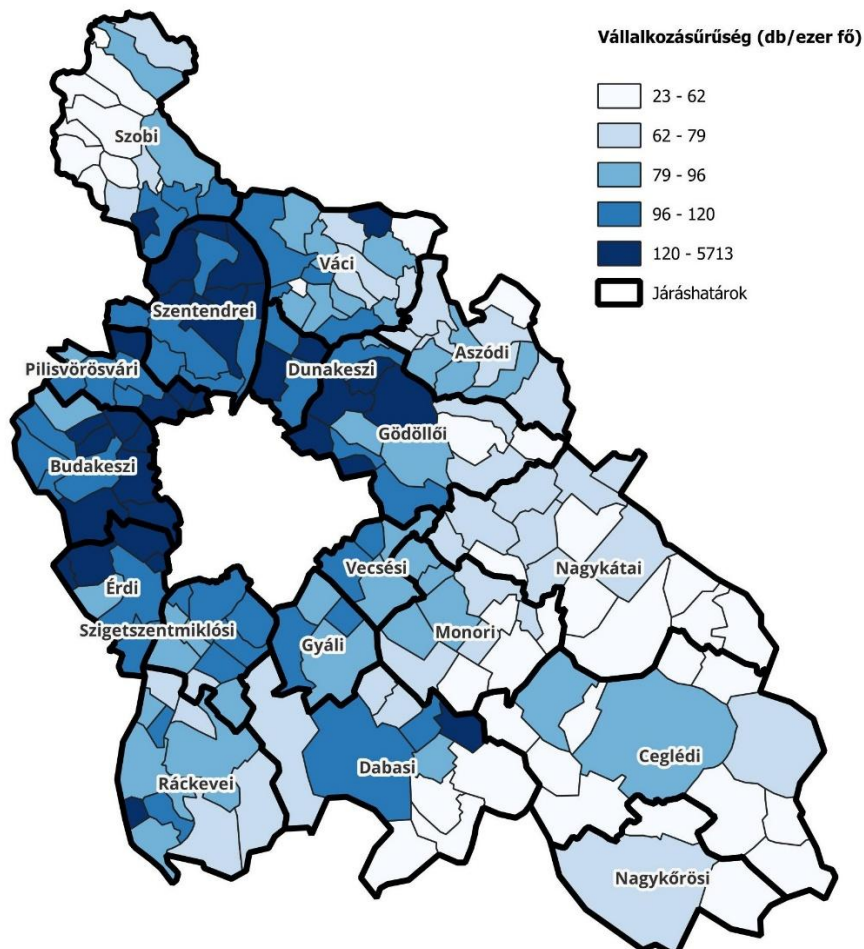 Vállalkozásűrűség (db/ezer fő)
23 - 62
62 - 79
79 - 96
96 - 120
120 - 5713
Járáshatárok
Szobi
Váci
Szentendrei
Aszódi
Pilisvörösvári
Dunakeszi
Gödöllői
Budakeszi
Vecsési
Nagykátai
Érdi
Szigetszentmiklósi
Gyáli
Monori
Ceglédi
Dabasi
Ráckevei
Nagykőrösi